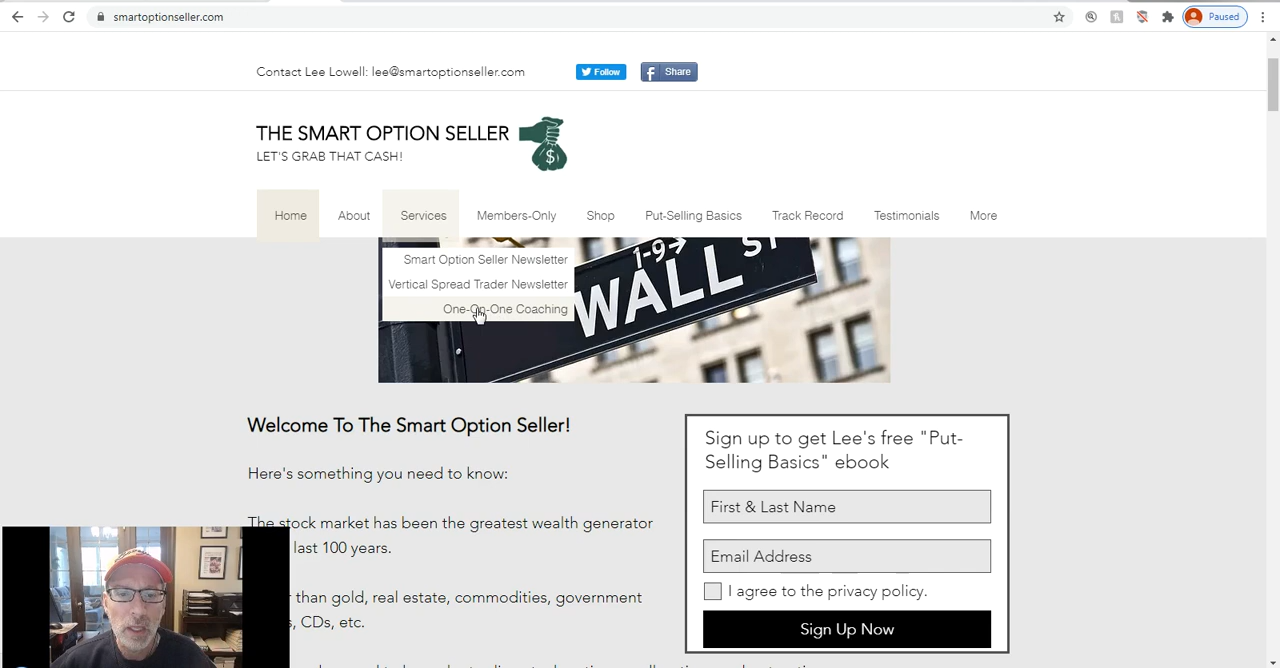 smartoptionseller.com
Paused
Contact Lee Lowell: lee@smartoptionseller.com
Follow
Share
THE SMART OPTION SELLER
LET'S GRAB THAT CASH!
$
Home About Services Members-Only Shop Put-Selling Basics Track Record Testimonials More
Smart Option Seller Newsletter
Vertical Spread Trader Newsletter
One-On-One Coaching
1-9→
WALL ST
Welcome To The Smart Option Seller!
Here's something you need to know:
The stock market has been the greatest wealth generator
last 100 years.
than gold, real estate, commodities, government
CDs, etc.
Sign up to get Lee's free "Put-
Selling Basics" ebook
First & Last Name
Email Address
I agree to the privacy policy.
Sign Up Now